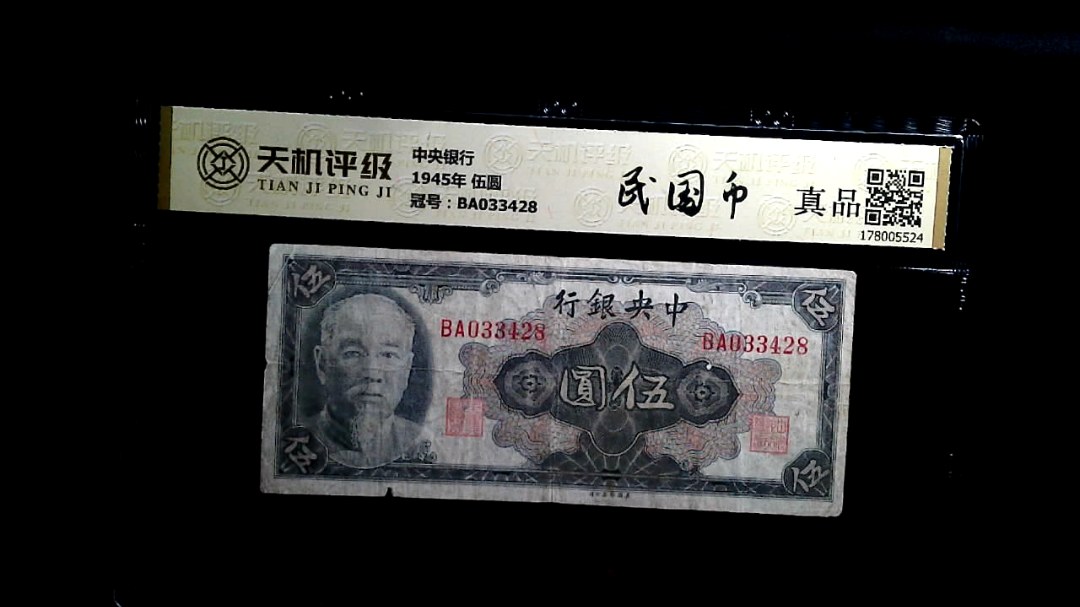 天机评级
TIAN JI PING JI
中央银行
1945年 伍圆
冠号：BA033428
民国币
真品
178005524
伍
伍
行銀央中
BA033428
BA033428
圓伍
伍
伍